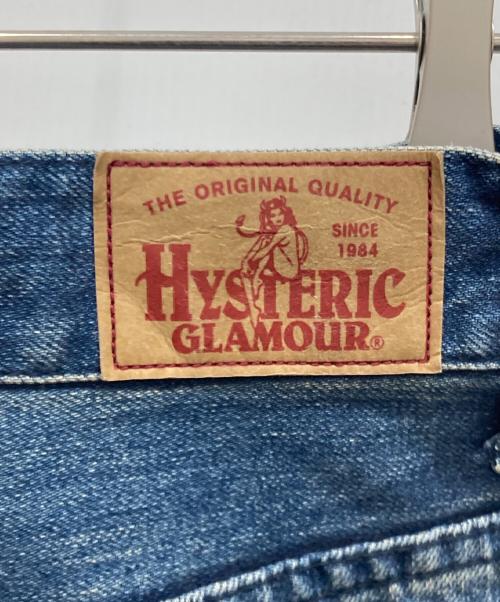 THE ORIGINAL QUALITY
SINCE
1984
HYSTERIC
GLAMOUR®